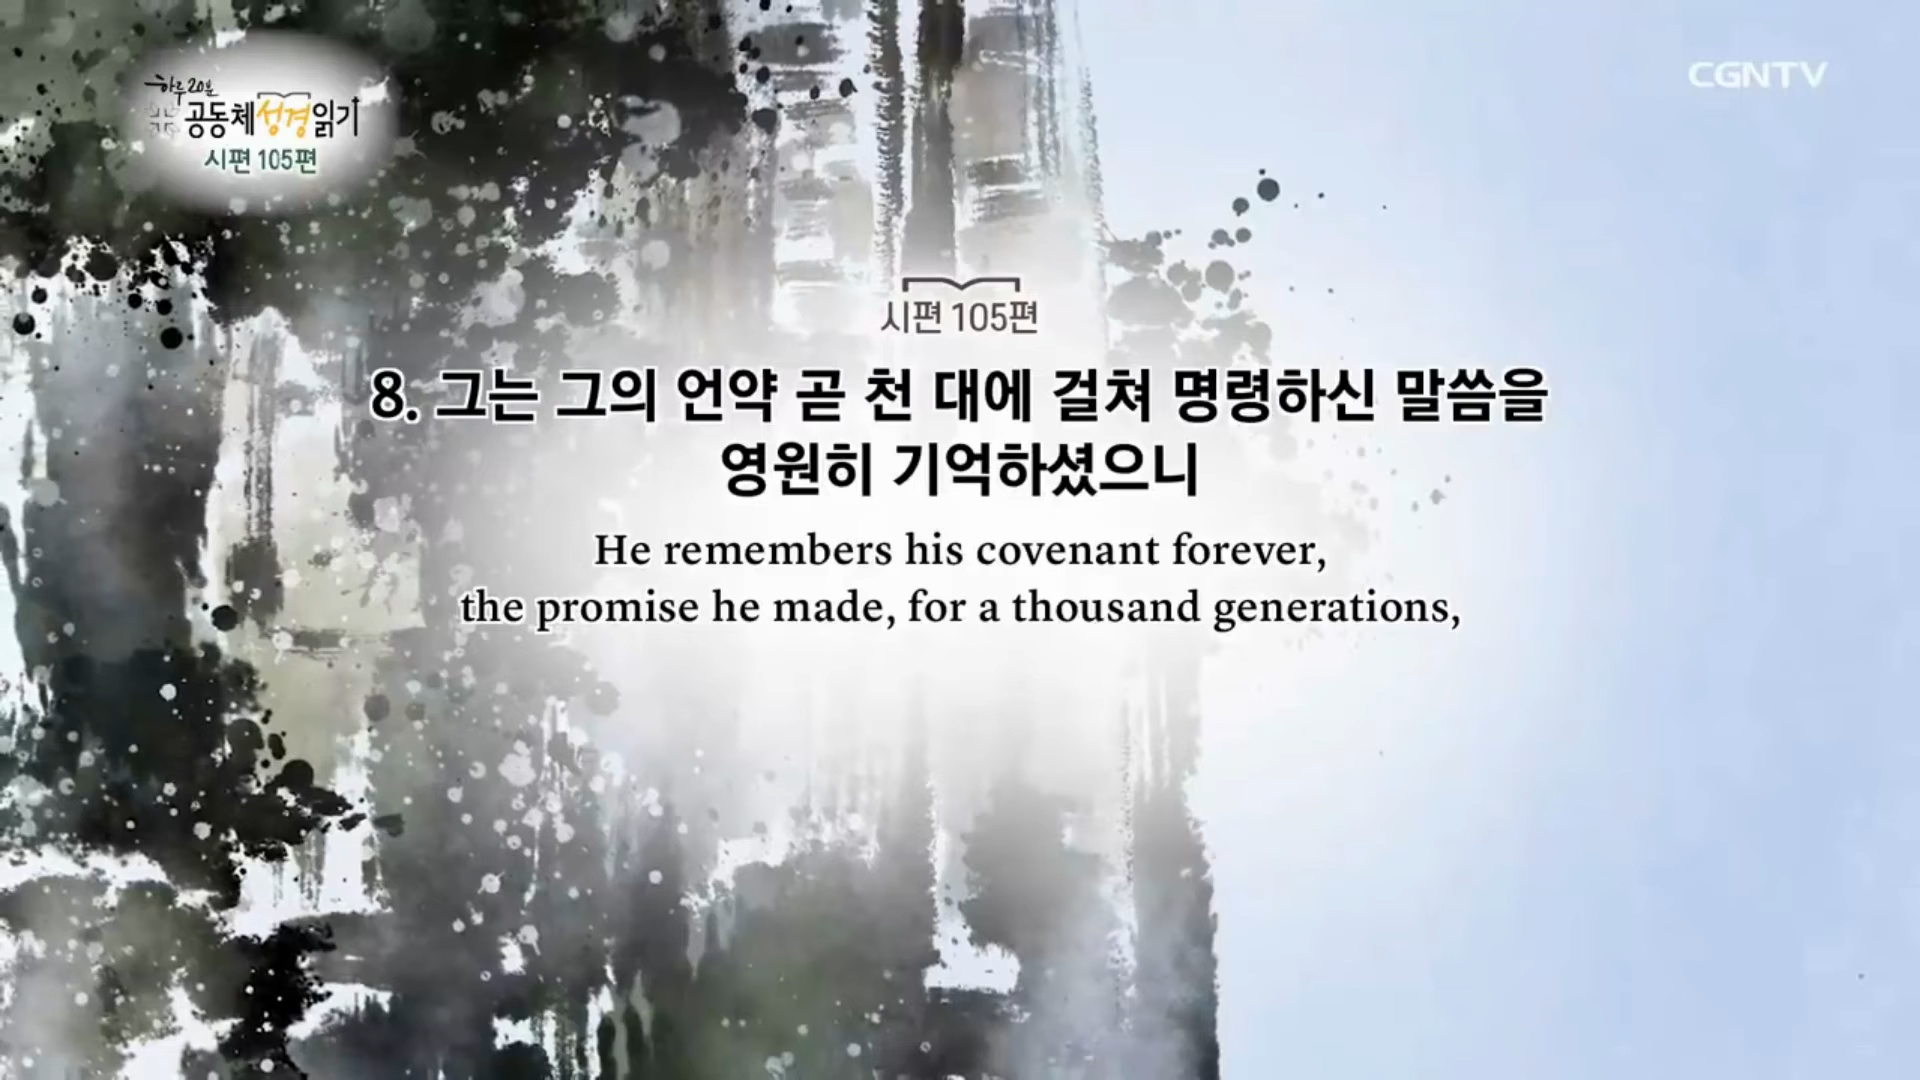 하루 20분
공동체성경읽기
시편 105편
CGNTV
시편 105편
8. 그는 그의 언약 곧 천 대에 걸쳐 명령하신 말씀을
영원히 기억하셨으니
He remembers his covenant forever,
the promise he made, for a thousand generations,